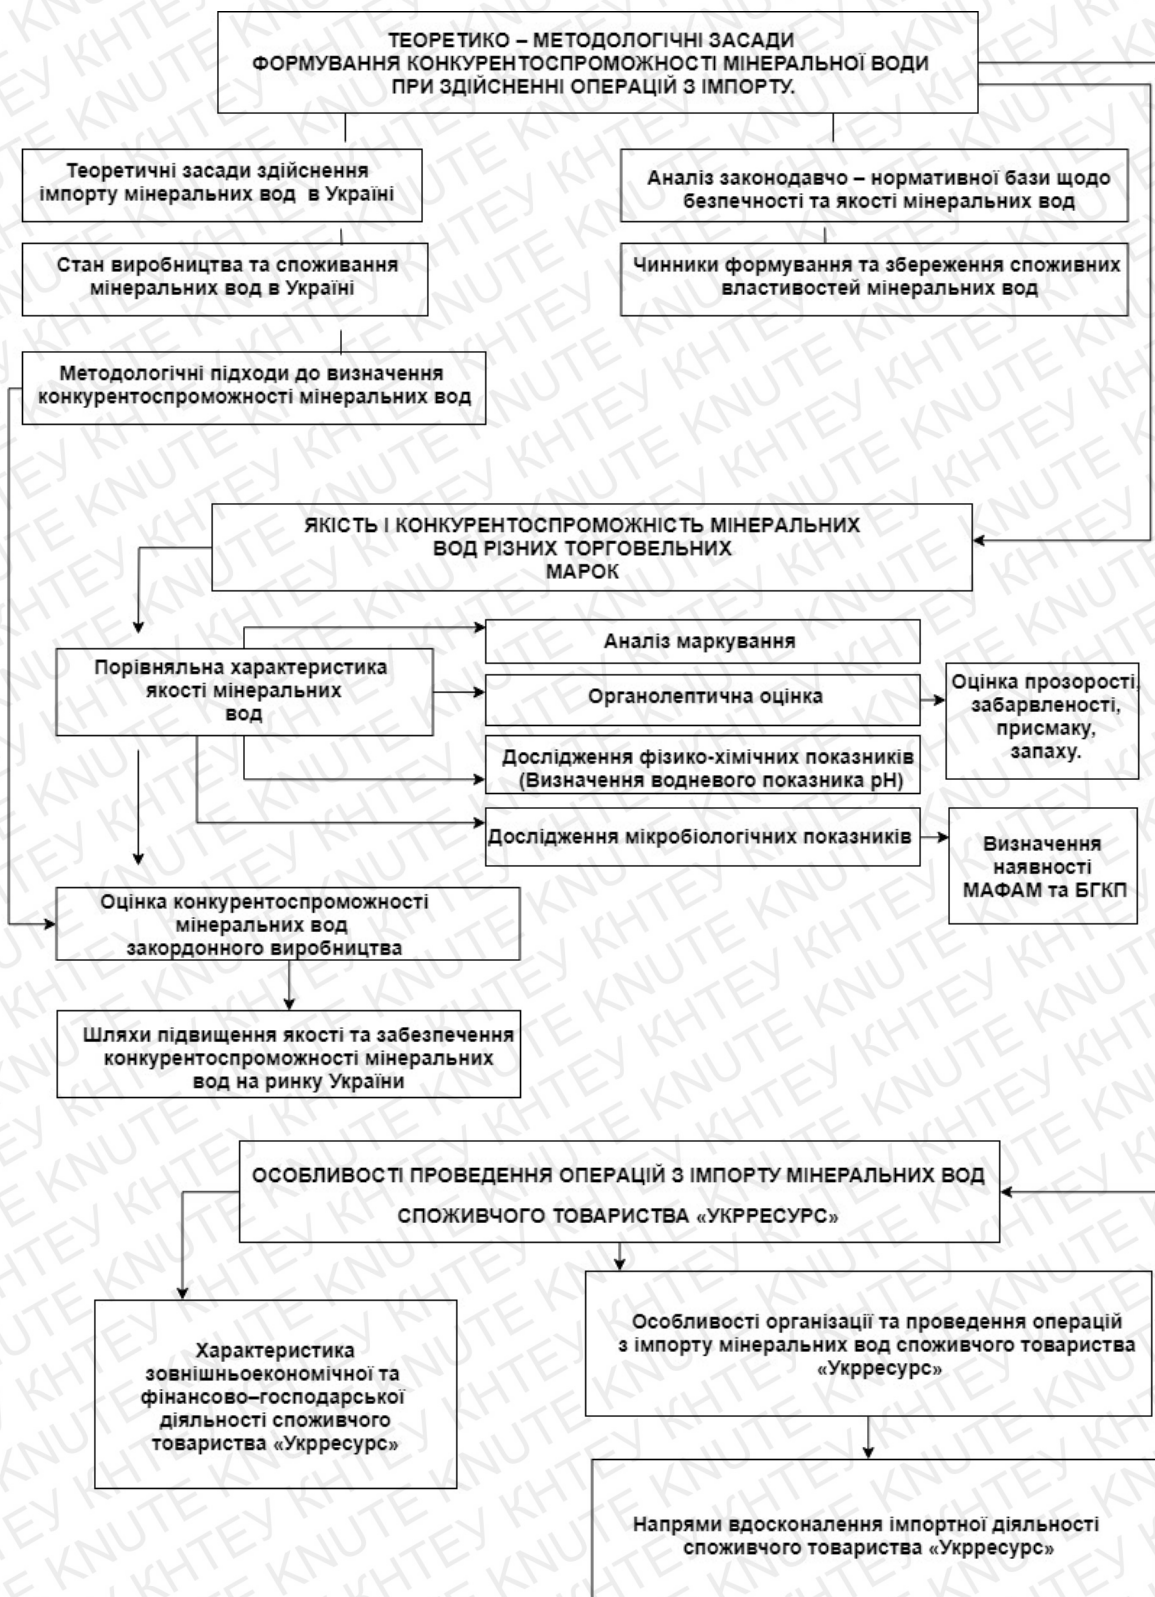 ТЕОРЕТИКО – МЕТОДОЛОГІЧНІ ЗАСАДИ
ФОРМУВАННЯ КОНКУРЕНТОСПРОМОЖНОСТІ МІНЕРАЛЬНОЇ ВОДИ
ПРИ ЗДІЙСНЕННІ ОПЕРАЦІЙ З ІМПОРТУ.
Теоретичні засади здійснення
імпорту мінеральних вод в Україні
Аналіз законодавчо – нормативної бази щодо
безпечності та якості мінеральних вод
Стан виробництва та споживання
мінеральних вод в Україні
Чинники формування та збереження споживних
властивостей мінеральних вод
Методологічні підходи до визначення
конкурентоспроможності мінеральних вод
ЯКІСТЬ І КОНКУРЕНТОСПРОМОЖНІСТЬ МІНЕРАЛЬНИХ
ВОД РІЗНИХ ТОРГОВЕЛЬНИХ
МАРОК
Порівняльна характеристика
якості мінеральних
вод
Аналіз маркування
Органолептична оцінка
Оцінка прозорості,
забарвленості,
присмаку,
запаху.
Дослідження фізико-хімічних показників
(Визначення водневого показника pH)
Дослідження мікробіологічних показників
Визначення
наявності
МАФАМ та БГКП
Оцінка конкурентоспроможності
мінеральних вод
закордонного виробництва
Шляхи підвищення якості та забезпечення
конкурентоспроможності мінеральних
вод на ринку України
ОСОБЛИВОСТІ ПРОВЕДЕННЯ ОПЕРАЦІЙ З ІМПОРТУ МІНЕРАЛЬНИХ ВОД
СПОЖИВЧОГО ТОВАРИСТВА «УКРРЕСУРС»
Характеристика
зовнішньоекономічної та
фінансово–господарської
діяльності споживчого
товариства «Укрресурс»
Особливості організації та проведення операцій
з імпорту мінеральних вод споживчого товариства
«Укрресурс»
Напрями вдосконалення імпортної діяльності
споживчого товариства «Укрресурс»